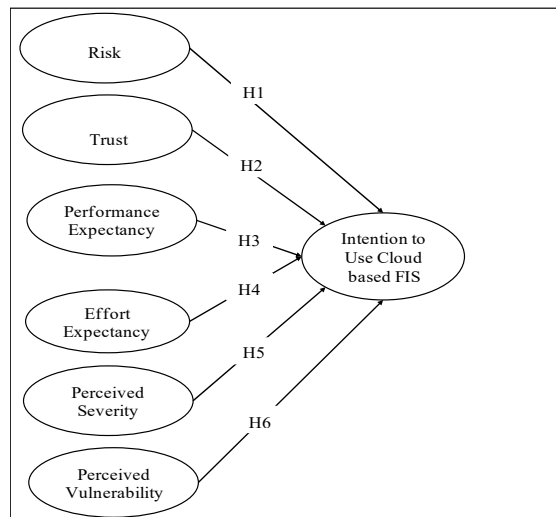 Risk
H1
Trust
H2
Performance
Expectancy
H3
Intention to
Use Cloud
based FIS
H4
Effort
Expectancy
H5
Perceived
Severity
H6
Perceived
Vulnerability